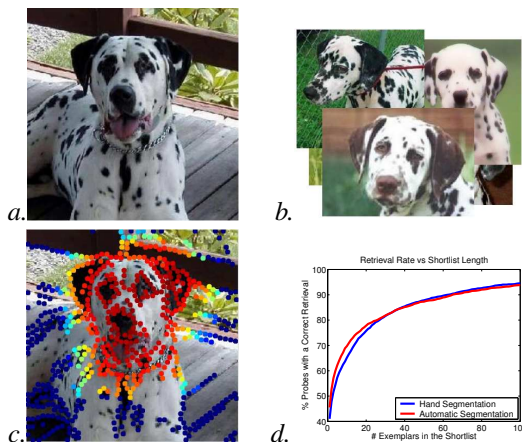 a.
b.
c.
d.
Retrieval Rate vs Shortlist Length
% Probes with a Correct Retrieval
100
90
80
70
60
50
40
0
20
40
60
80
100
# Exemplars in the Shortlist
Hand Segmentation
Automatic Segmentation